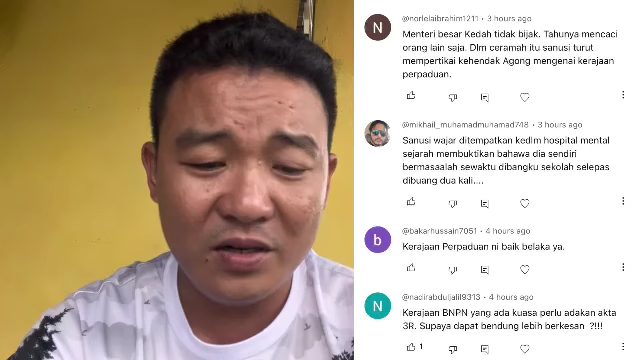 N
@norlelaibrahim1211 • 3 hours ago
Menteri besar Kedah tidak bijak. Tahunya mencaci
orang lain saja. Dlm ceramah itu sanusi turut
mempertikai kehendak Agong mengenai kerajaan
perpaduan.
@mikhail_muhamadmuhamad748 • 3 hours ago
Sanusi wajar ditempatkan kedlm hospital mental
sejarah membuktikan bahawa dia sendiri
bermasaalah sewaktu dibangku sekolah selepas
dibuang dua kali....
b
@bakarhussain7051 • 4 hours ago
Kerajaan Perpaduan ni baik belaka ya.
N
@nadirabduljalil9313 • 4 hours ago
Kerajaan BNPN yang ada kuasa perlu adakan akta
3R. Supaya dapat bendung lebih berkesan ?!!!
1